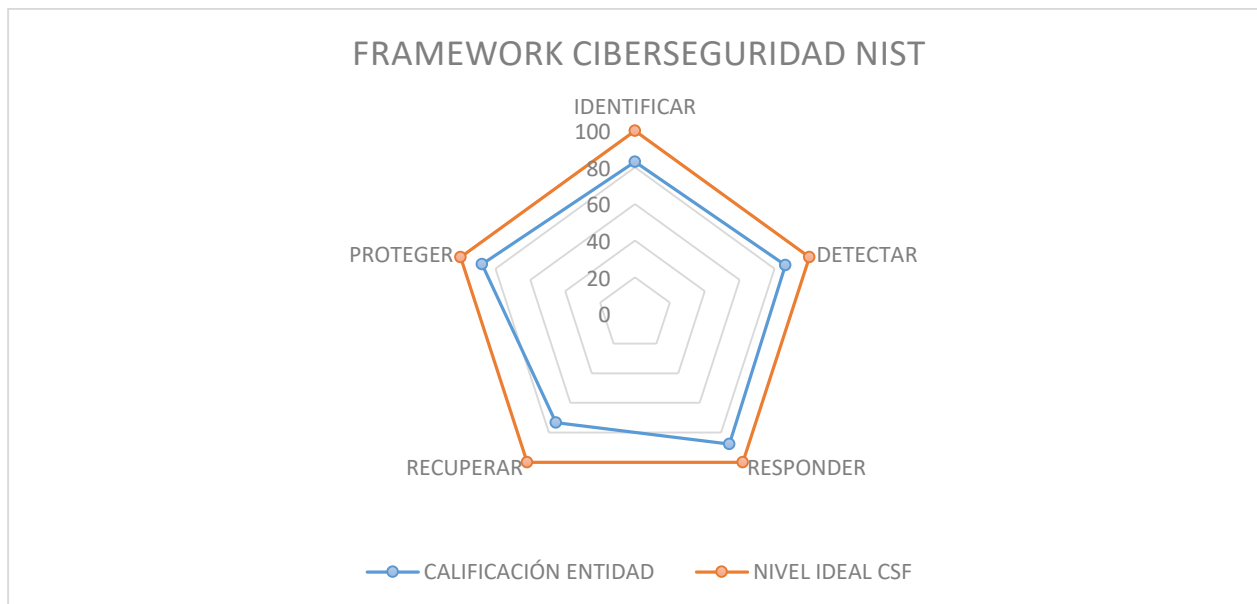 FRAMEWORK CIBERSEGURIDAD NIST
IDENTIFICAR
100
80
60
40
20
0
PROTEGER
DETECTAR
RECUPERAR
RESPONDER
CALIFICACIÓN ENTIDAD
NIVEL IDEAL CSF